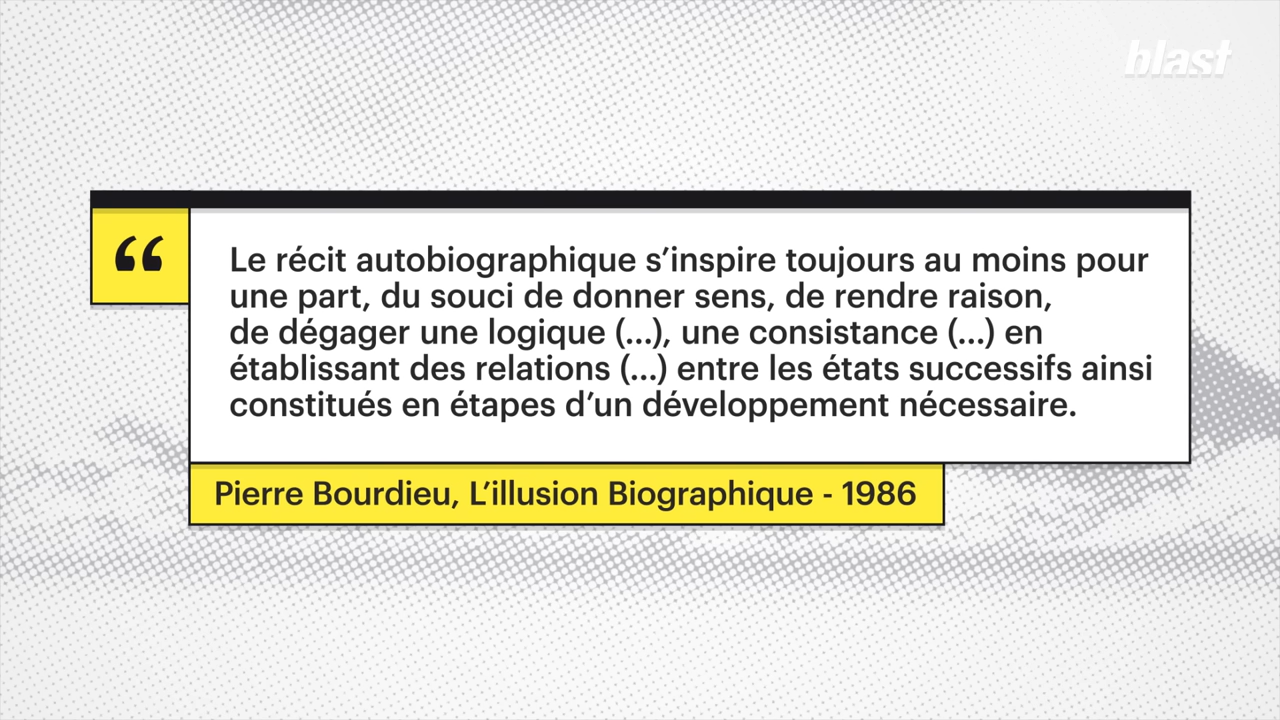 blast
“
Le récit autobiographique s’inspire toujours au moins pour
une part, du souci de donner sens, de rendre raison,
de dégager une logique (...), une consistance (...) en
établissant des relations (...) entre les états successifs ainsi
constitués en étapes d’un développement nécessaire.
Pierre Bourdieu, L’illusion Biographique - 1986